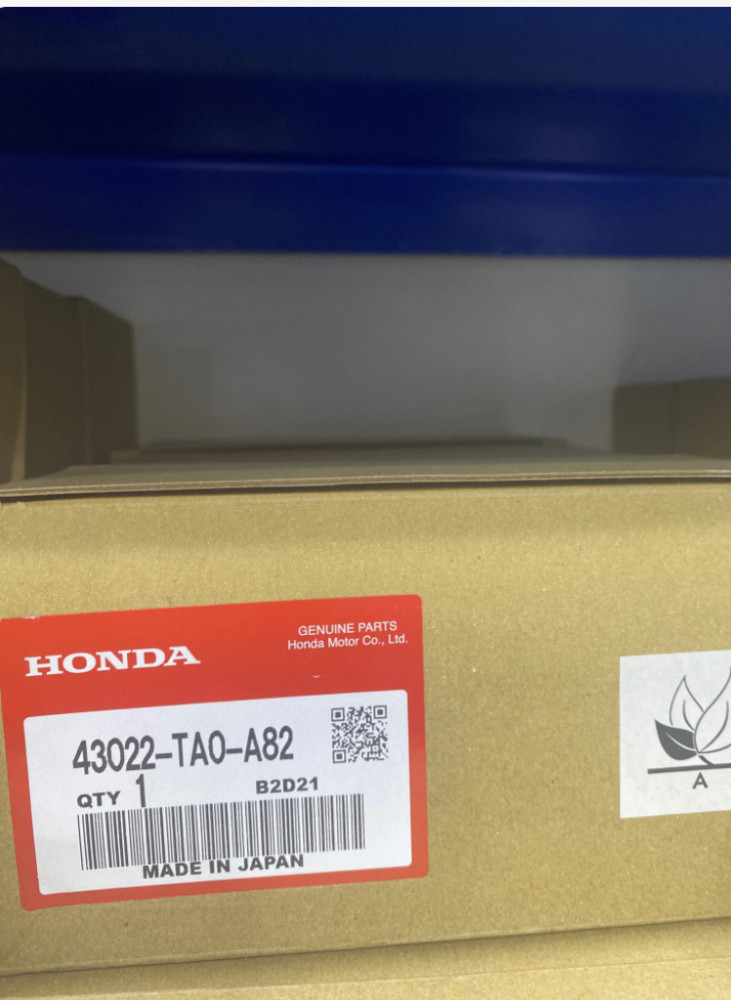 GENUINE PARTS
Honda Motor Co., Ltd.
HONDA
43022-TA0-A82
QTY 1
B2D21
MADE IN JAPAN
A